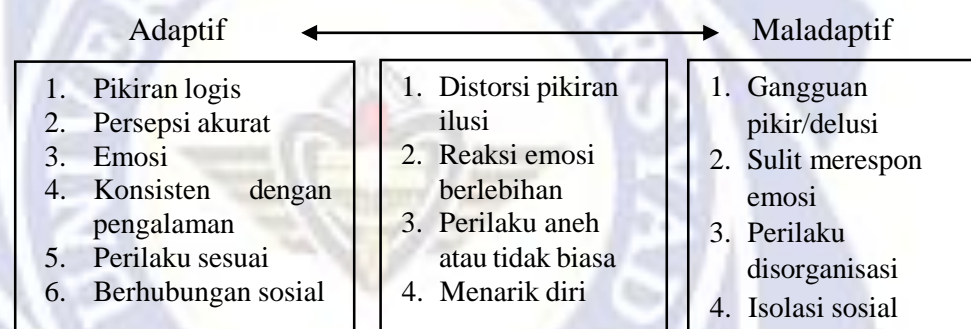 Adaptif
Maladaptif
1. Pikiran logis
2. Persepsi akurat
3. Emosi
4. Konsisten dengan
pengalaman
5. Perilaku sesuai
6. Berhubungan sosial
1. Distorsi pikiran
ilusi
2. Reaksi emosi
berlebihan
3. Perilaku aneh
atau tidak biasa
4. Menarik diri
1. Gangguan
pikir/delusi
2. Sulit merespon
emosi
3. Perilaku
disorganisasi
4. Isolasi sosial